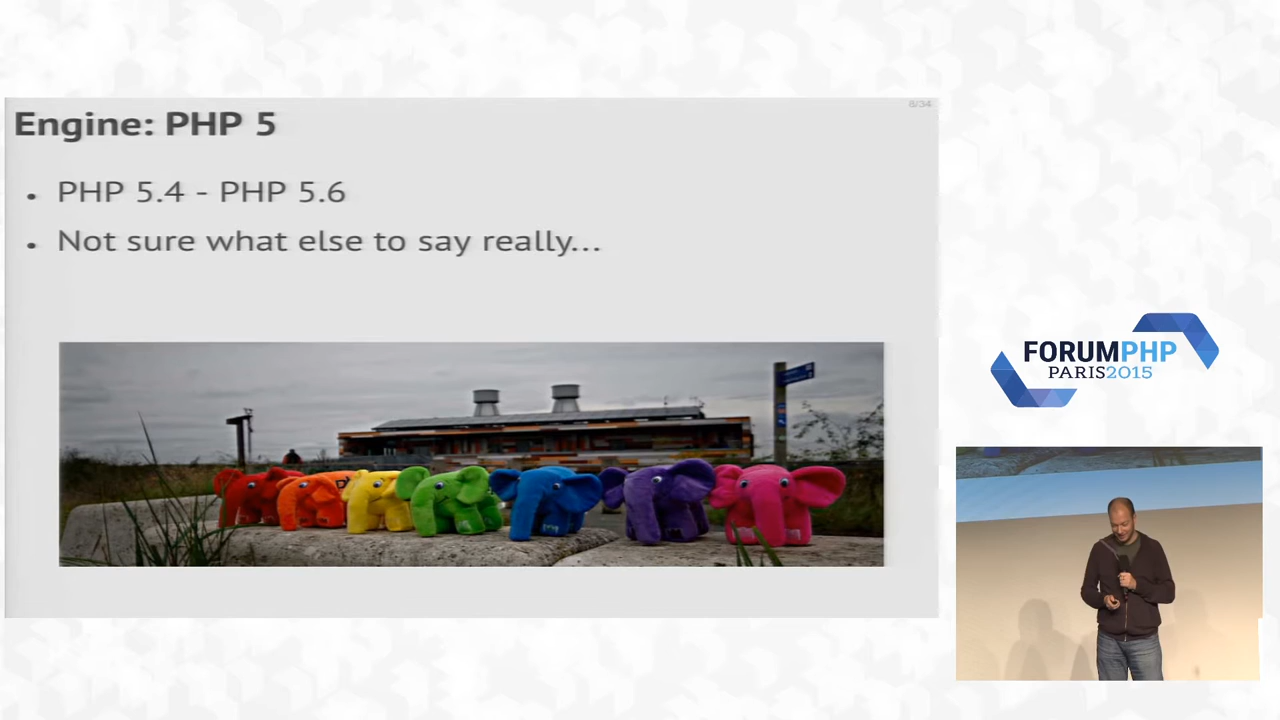 8/34
Engine: PHP 5
• PHP 5.4 - PHP 5.6
• Not sure what else to say really...
FORUMPHP
PARIS2015